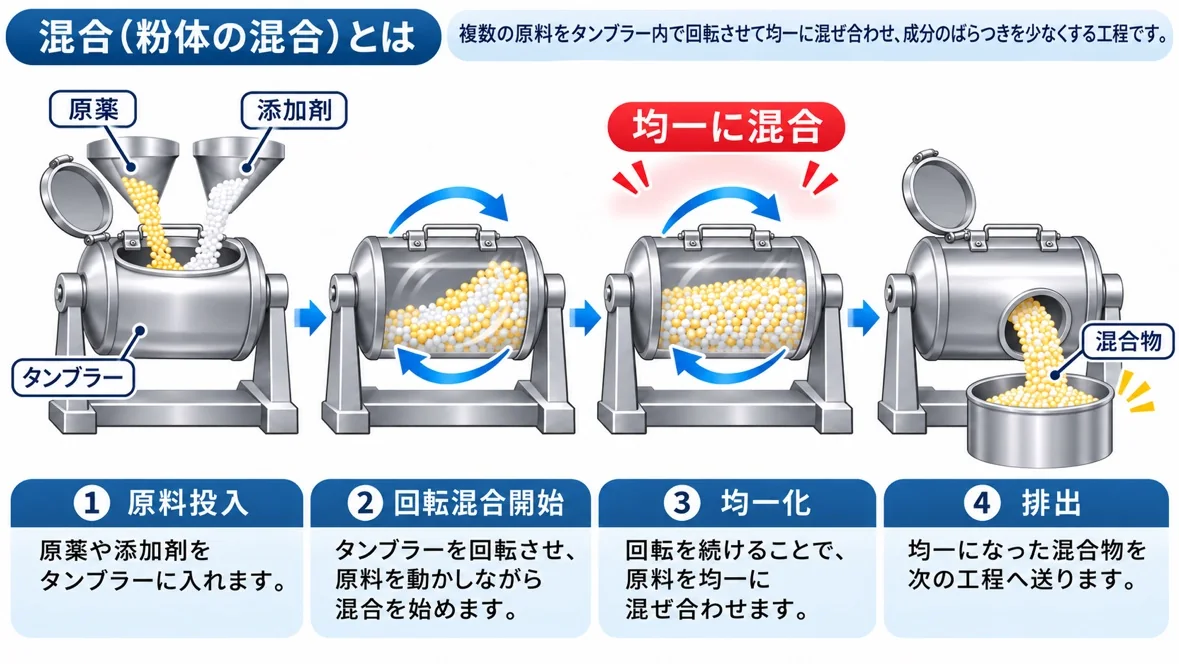 混合（粉体の混合）とは
複数の原料をタンブラー内で回転させて均一に混ぜ合わせ、成分のばらつきを少なくする工程です。
原薬
添加剤
タンブラー
均一に混合
混合物
1 原料投入
原薬や添加剤を
タンブラーに入れます。
2 回転混合開始
タンブラーを回転させ、
原料を動かしながら
混合を始めます。
3 均一化
回転を続けることで、
原料を均一に
混ぜ合わせます。
4 排出
均一になった混合物を
次の工程へ送ります。